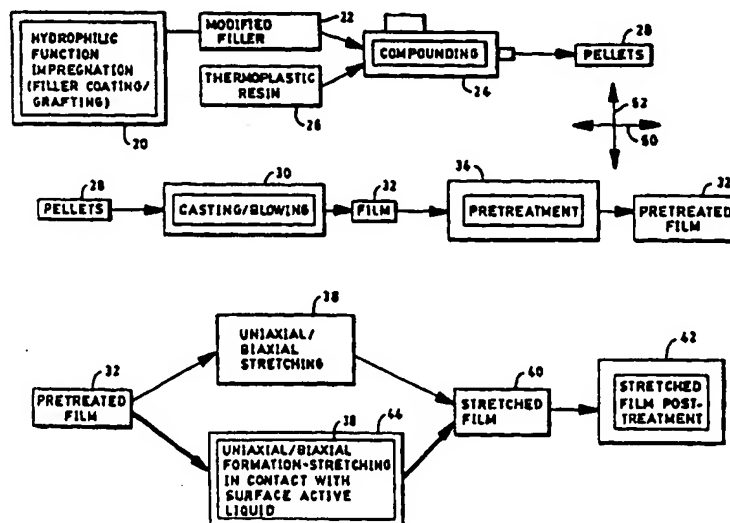 HYDROPHILIC
FUNCTION
IMPREGNATION
(FILLER COATING/
GRAFTING)
20
MODIFIED
FILLER
22
THERMOPLASTIC
RESIN
26
COMPOUNDING
24
PELLETS
28
52
50
PELLETS
28
CASTING/BLOWING
30
FILM
32
PRETREATMENT
34
PRETREATED
FILM
32
PRETREATED
FILM
32
UNIAXIAL/
BIAXIAL
STRETCHING
38
UNIAXIAL/BIAXIAL
FORMATION-STRETCHING
IN CONTACT WITH
SURFACE ACTIVE
LIQUID
38
44
STRETCHED
FILM
40
STRETCHED
FILM POST-
TREATMENT
42